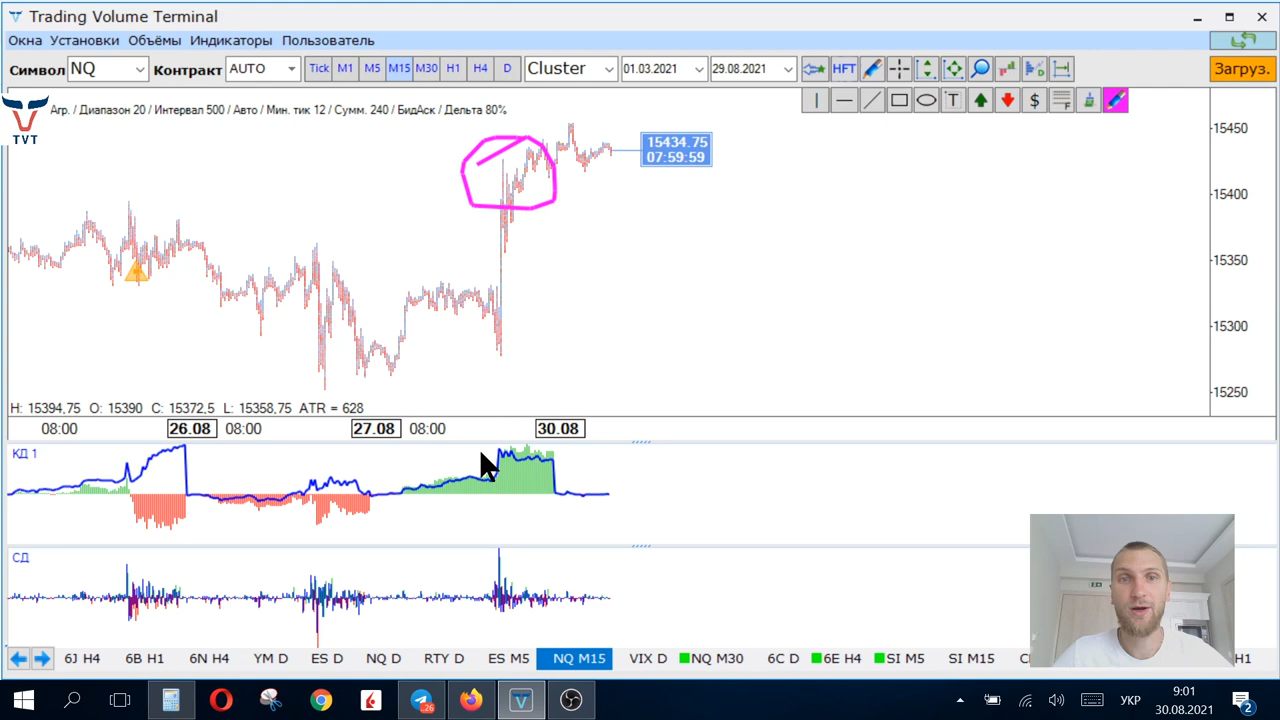 Trading Volume Terminal
Окна Установки Объёмы Индикаторы Пользователь
Символ NQ Контракт AUTO Tick M1 M5 M15 M30 H1 H4 D Cluster 01.03.2021 29.08.2021 HFT Загруз.
T $ F
Агр. / Диапазон 20 / Интервал 500 / Авто / Мин. тик 12 / Сумм. 240 / БидАск / Дельта 80%
TVT
15434.75
07:59:59
15450
15400
15350
15300
15250
H: 15394,75 O: 15390 C: 15372,5 L: 15358,75 ATR = 628
08:00 26.08 08:00 27.08 08:00 30.08
КД 1
СД
6J H4 6B H1 6N H4 YM D ES D NQ D RTY D ES M5 NQ M15 VIX D NQ M30 6C D 6E H4 SI M5 SI M15 H1
26 УКР 9:01
30.08.2021 2